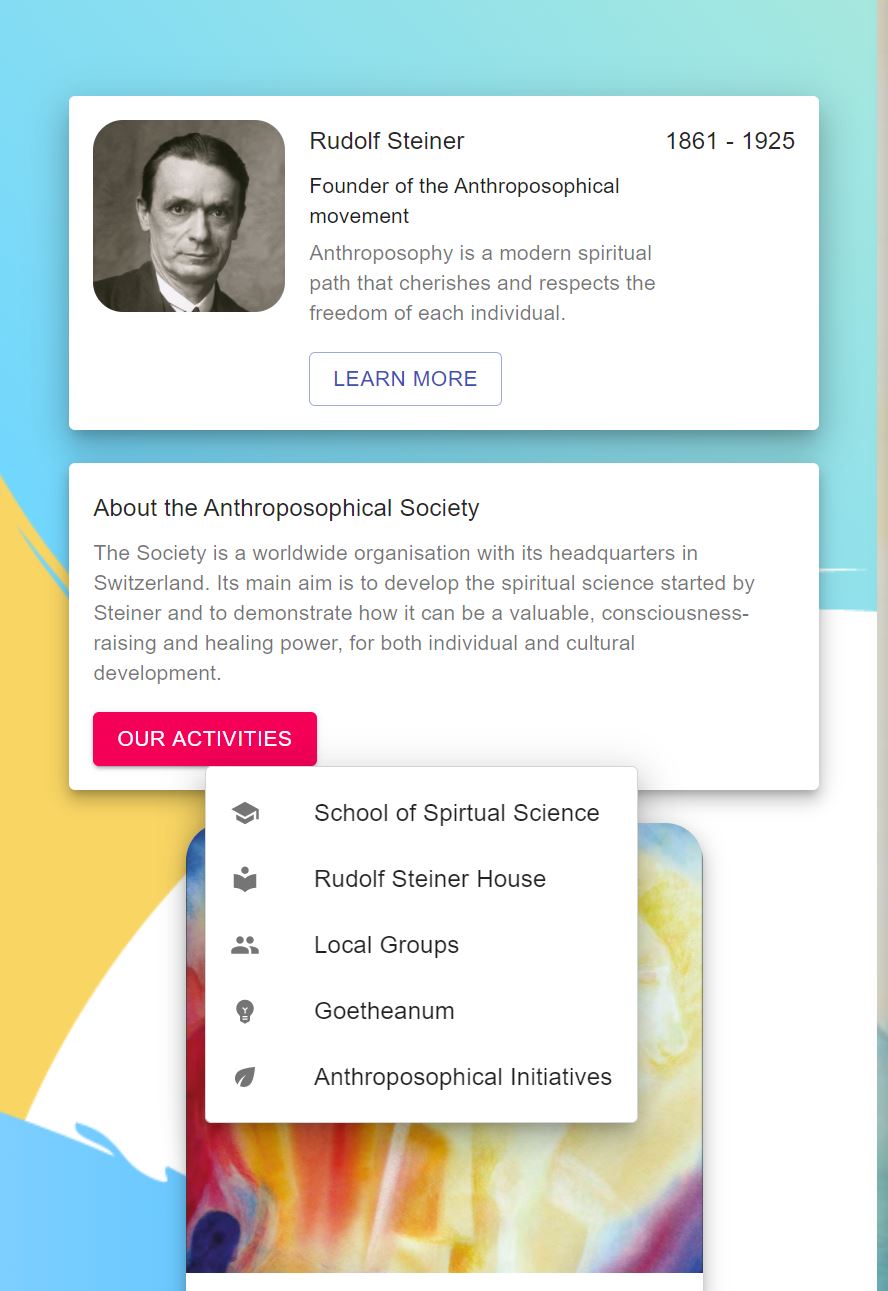 Rudolf Steiner
1861 - 1925
Founder of the Anthroposophical
movement
Anthroposophy is a modern spiritual
path that cherishes and respects the
freedom of each individual.
LEARN MORE
About the Anthroposophical Society
The Society is a worldwide organisation with its headquarters in
Switzerland. Its main aim is to develop the spiritual science started by
Steiner and to demonstrate how it can be a valuable, consciousness-
raising and healing power, for both individual and cultural
development.
OUR ACTIVITIES
School of Spirtual Science
Rudolf Steiner House
Local Groups
Goetheanum
Anthroposophical Initiatives